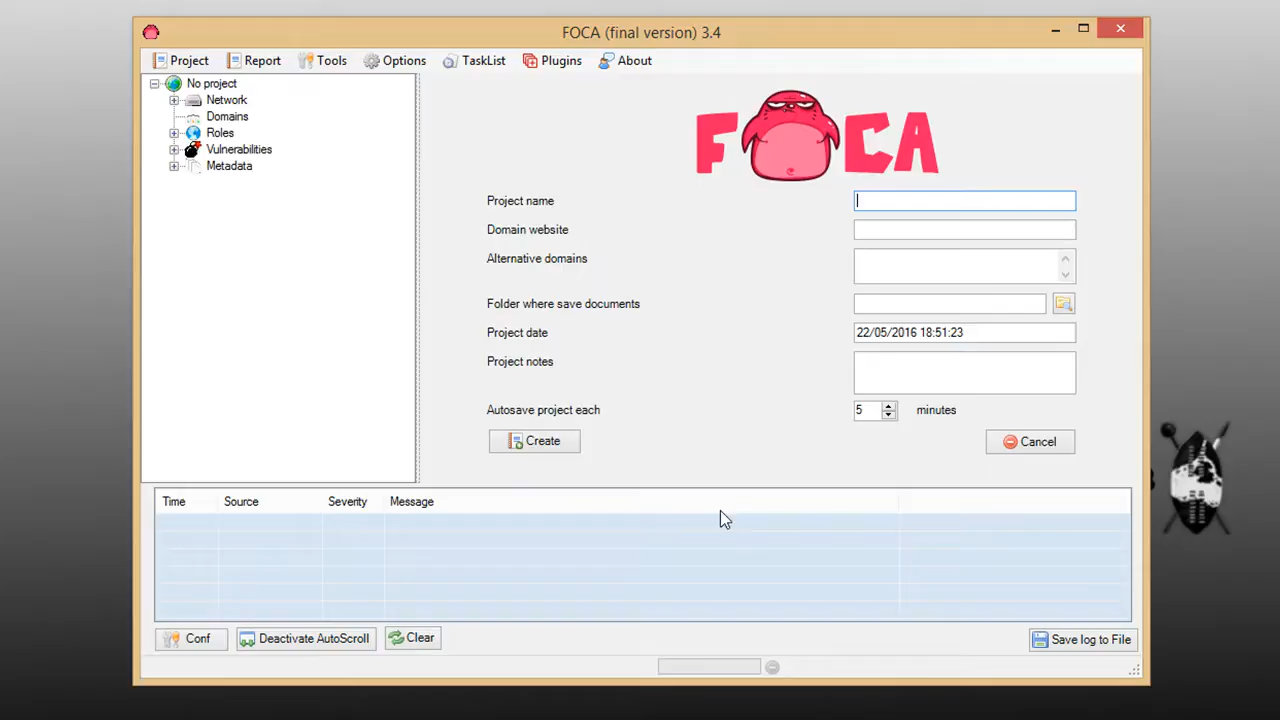 FOCA (final version) 3.4
Project Report Tools Options TaskList Plugins About
No project
Network
Domains
Roles
Vulnerabilities
Metadata
FOCA
Project name
Domain website
Alternative domains
Folder where save documents
Project date 22/05/2016 18:51:23
Project notes
Autosave project each 5 minutes
Create Cancel
Time Source Severity Message
Conf Deactivate AutoScroll Clear Save log to File